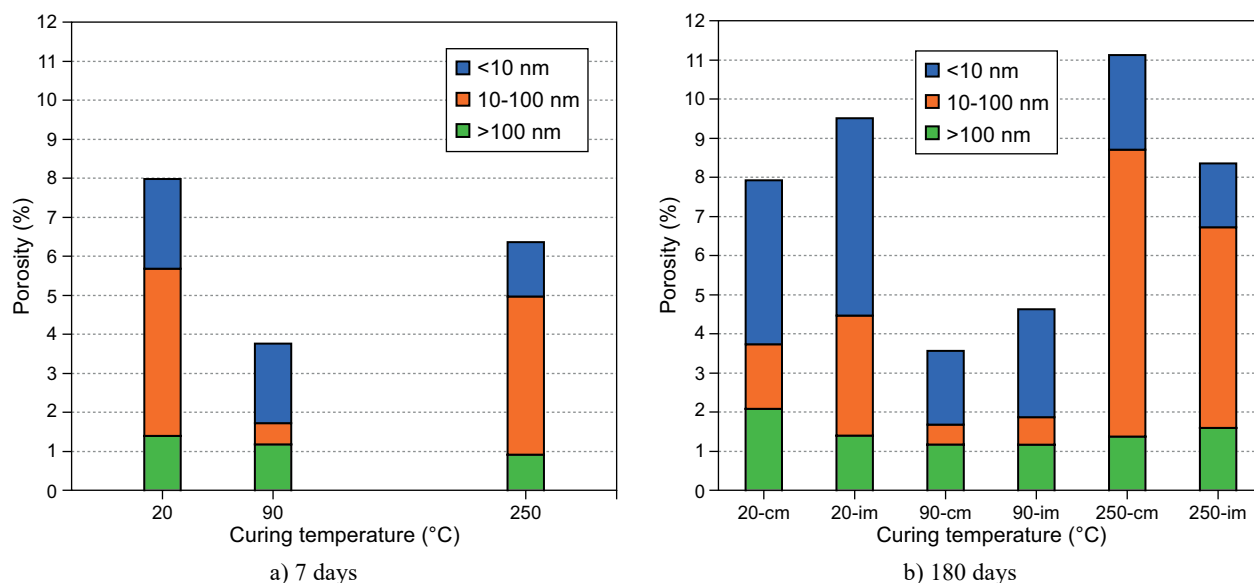 12
11
10
9
8
7
6
5
4
3
2
1
0
Porosity (%)
<10 nm
10-100 nm
>100 nm
20 90 250
Curing temperature (°C)
a) 7 days
12
11
10
9
8
7
6
5
4
3
2
1
0
Porosity (%)
<10 nm
10-100 nm
>100 nm
20-cm 20-im 90-cm 90-im 250-cm 250-im
Curing temperature (°C)
b) 180 days